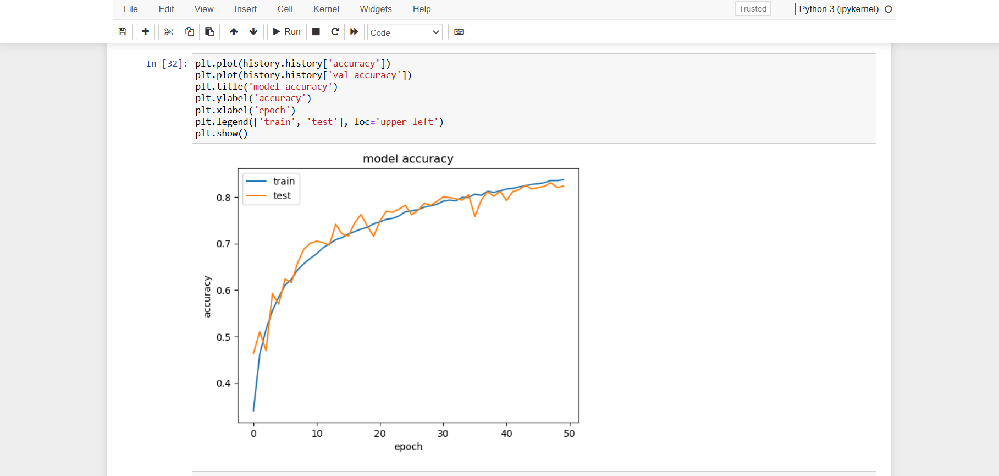 File Edit View Insert Cell Kernel Widgets Help Trusted Python 3 (ipykernel)
Run Code
In [32]: plt.plot(history.history['accuracy'])
plt.plot(history.history['val_accuracy'])
plt.title('model accuracy')
plt.ylabel('accuracy')
plt.xlabel('epoch')
plt.legend(['train', 'test'], loc='upper left')
plt.show()
model accuracy
train
test
0.8
0.7
0.6
0.5
0.4
accuracy
0 10 20 30 40 50
epoch